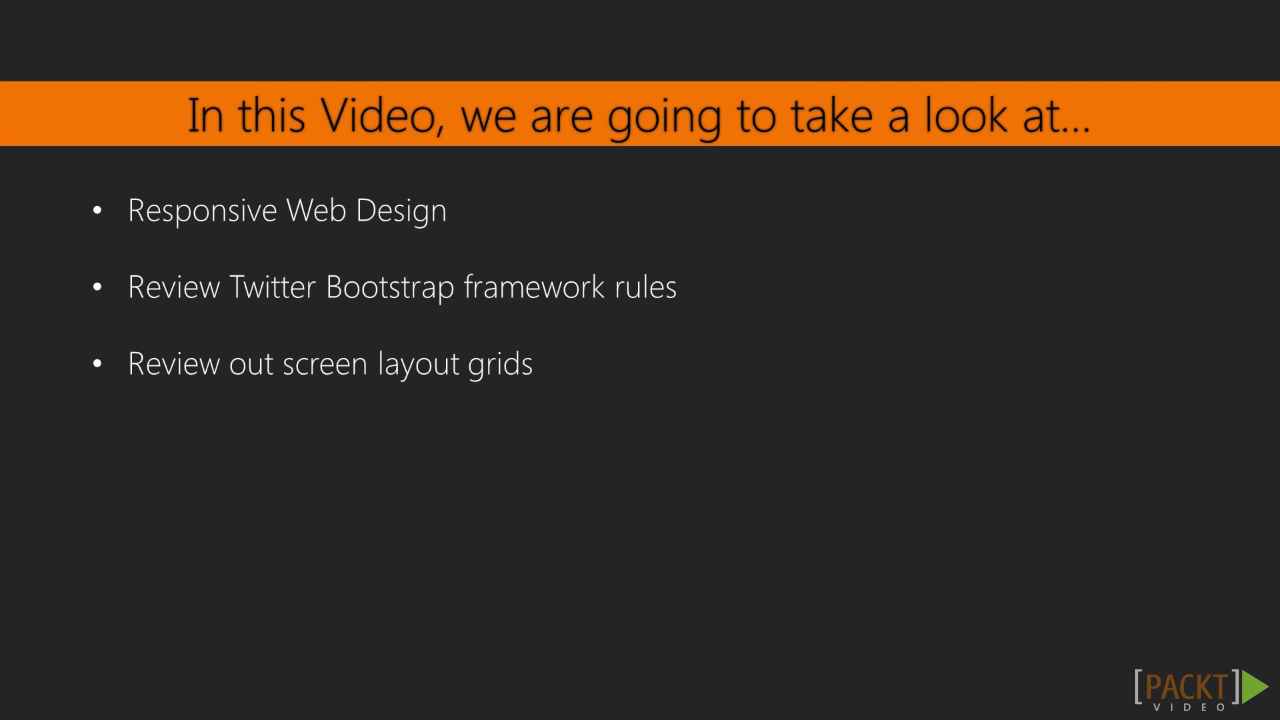 In this Video, we are going to take a look at...
• Responsive Web Design
• Review Twitter Bootstrap framework rules
• Review out screen layout grids
[PACKT]
VIDEO